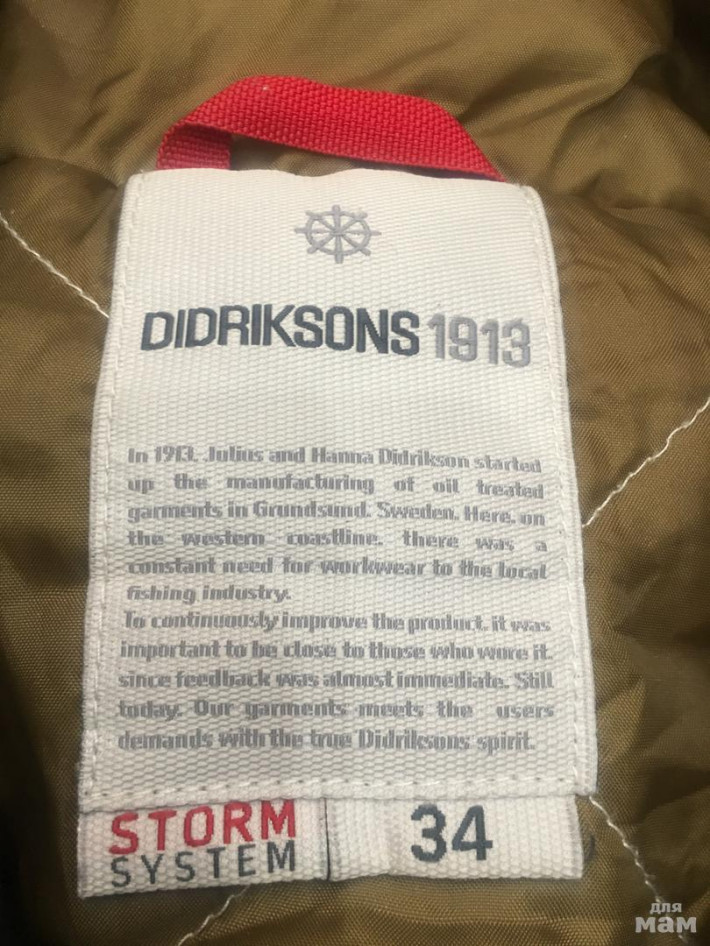 DIDRIKSONS 1913
In 1913, Julius and Hanna Didrikson started
up the manufacturing of oil treated
garments in Grundsund, Sweden. Here, on
the western coastline, there was a
constant need for workwear to the local
fishing industry.
To continuously improve the product, it was
important to be close to those who wore it,
since feedback was almost immediate. Still
today, Our garments meets the users
demands with the true Didriksons' spirit.
STORM
SYSTEM
34
для
мам